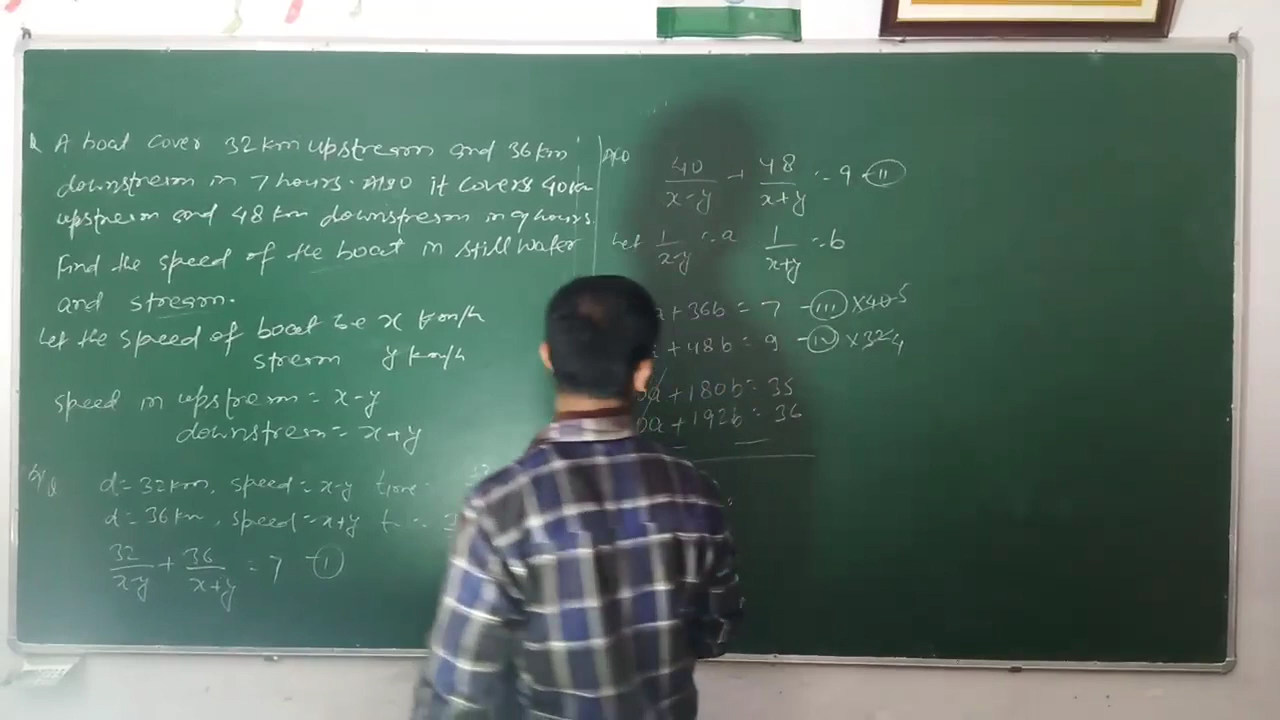 A boat cover 32 km upstream and 36 km
downstream in 7 hours. Also it covers 40 km
upstream and 48 km downstream in 9 hours.
Find the speed of the boat in still water
and stream.
Let the speed of boat be x km/h
stream y km/h
speed in upstream = x-y
downstream = x+y
d = 32 km, speed = x-y time =
d = 36 km, speed = x+y
32/x-y + 36/x+y = 7 - (I)
Also 40/x-y + 48/x+y = 9 - (II)
Let 1/x-y = a 1/x+y = b
a + 36b = 7 - (III) × 40 5
a + 48b = 9 - (IV) × 32 4
0a + 180b = 35
0a + 192b = 36